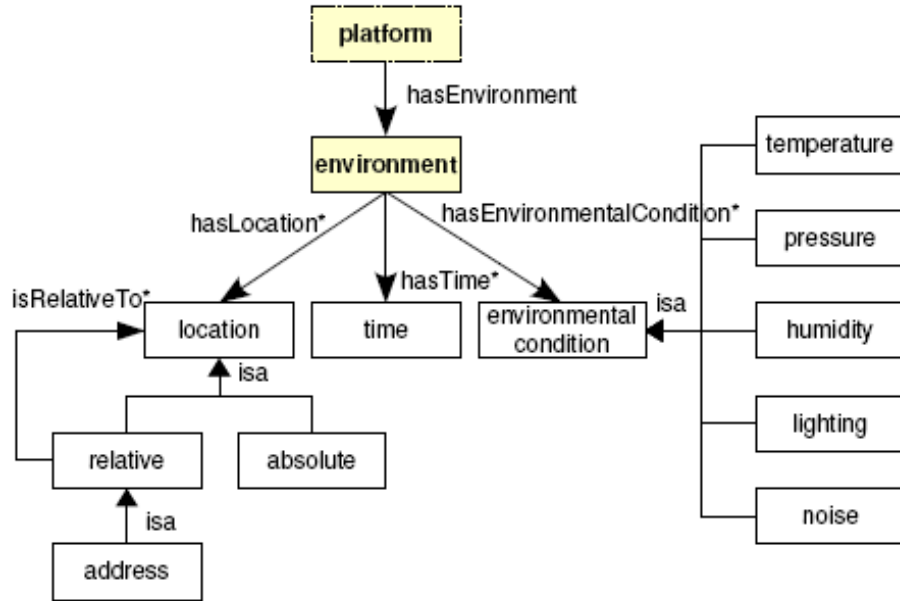 platform
hasEnvironment
environment
temperature
hasLocation*
hasEnvironmentalCondition*
pressure
hasTime*
isRelativeTo*
isa
location
time
environmental
condition
humidity
isa
relative
absolute
lighting
isa
address
noise